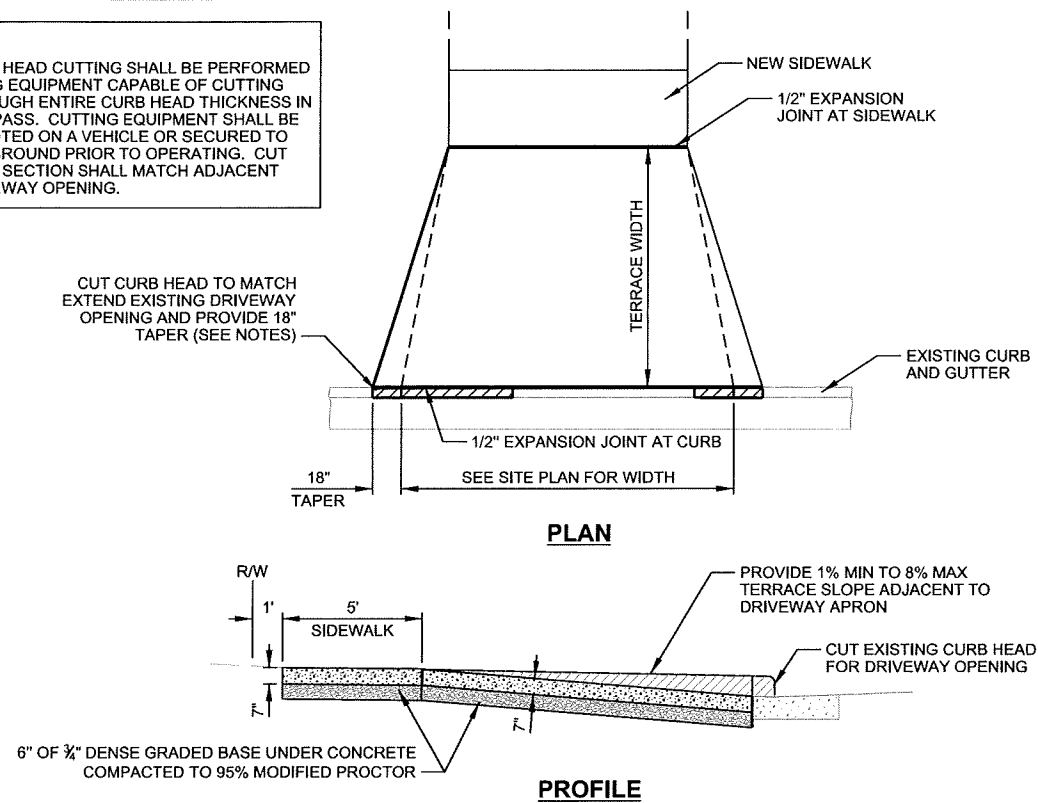 HEAD CUTTING SHALL BE PERFORMED
EQUIPMENT CAPABLE OF CUTTING
ENTIRE CURB HEAD THICKNESS IN
PASS. CUTTING EQUIPMENT SHALL BE
ON A VEHICLE OR SECURED TO
PRIOR TO OPERATING. CUT
SECTION SHALL MATCH ADJACENT
OPENING.
NEW SIDEWALK
1/2" EXPANSION
JOINT AT SIDEWALK
TERRACE WIDTH
CUT CURB HEAD TO MATCH
EXTEND EXISTING DRIVEWAY
OPENING AND PROVIDE 18"
TAPER (SEE NOTES)
EXISTING CURB
AND GUTTER
1/2" EXPANSION JOINT AT CURB
18"
TAPER
SEE SITE PLAN FOR WIDTH
PLAN
R/W
1'
5'
SIDEWALK
PROVIDE 1% MIN TO 8% MAX
TERRACE SLOPE ADJACENT TO
DRIVEWAY APRON
CUT EXISTING CURB HEAD
FOR DRIVEWAY OPENING
7"
7"
6" OF ¾" DENSE GRADED BASE UNDER CONCRETE
COMPACTED TO 95% MODIFIED PROCTOR
PROFILE